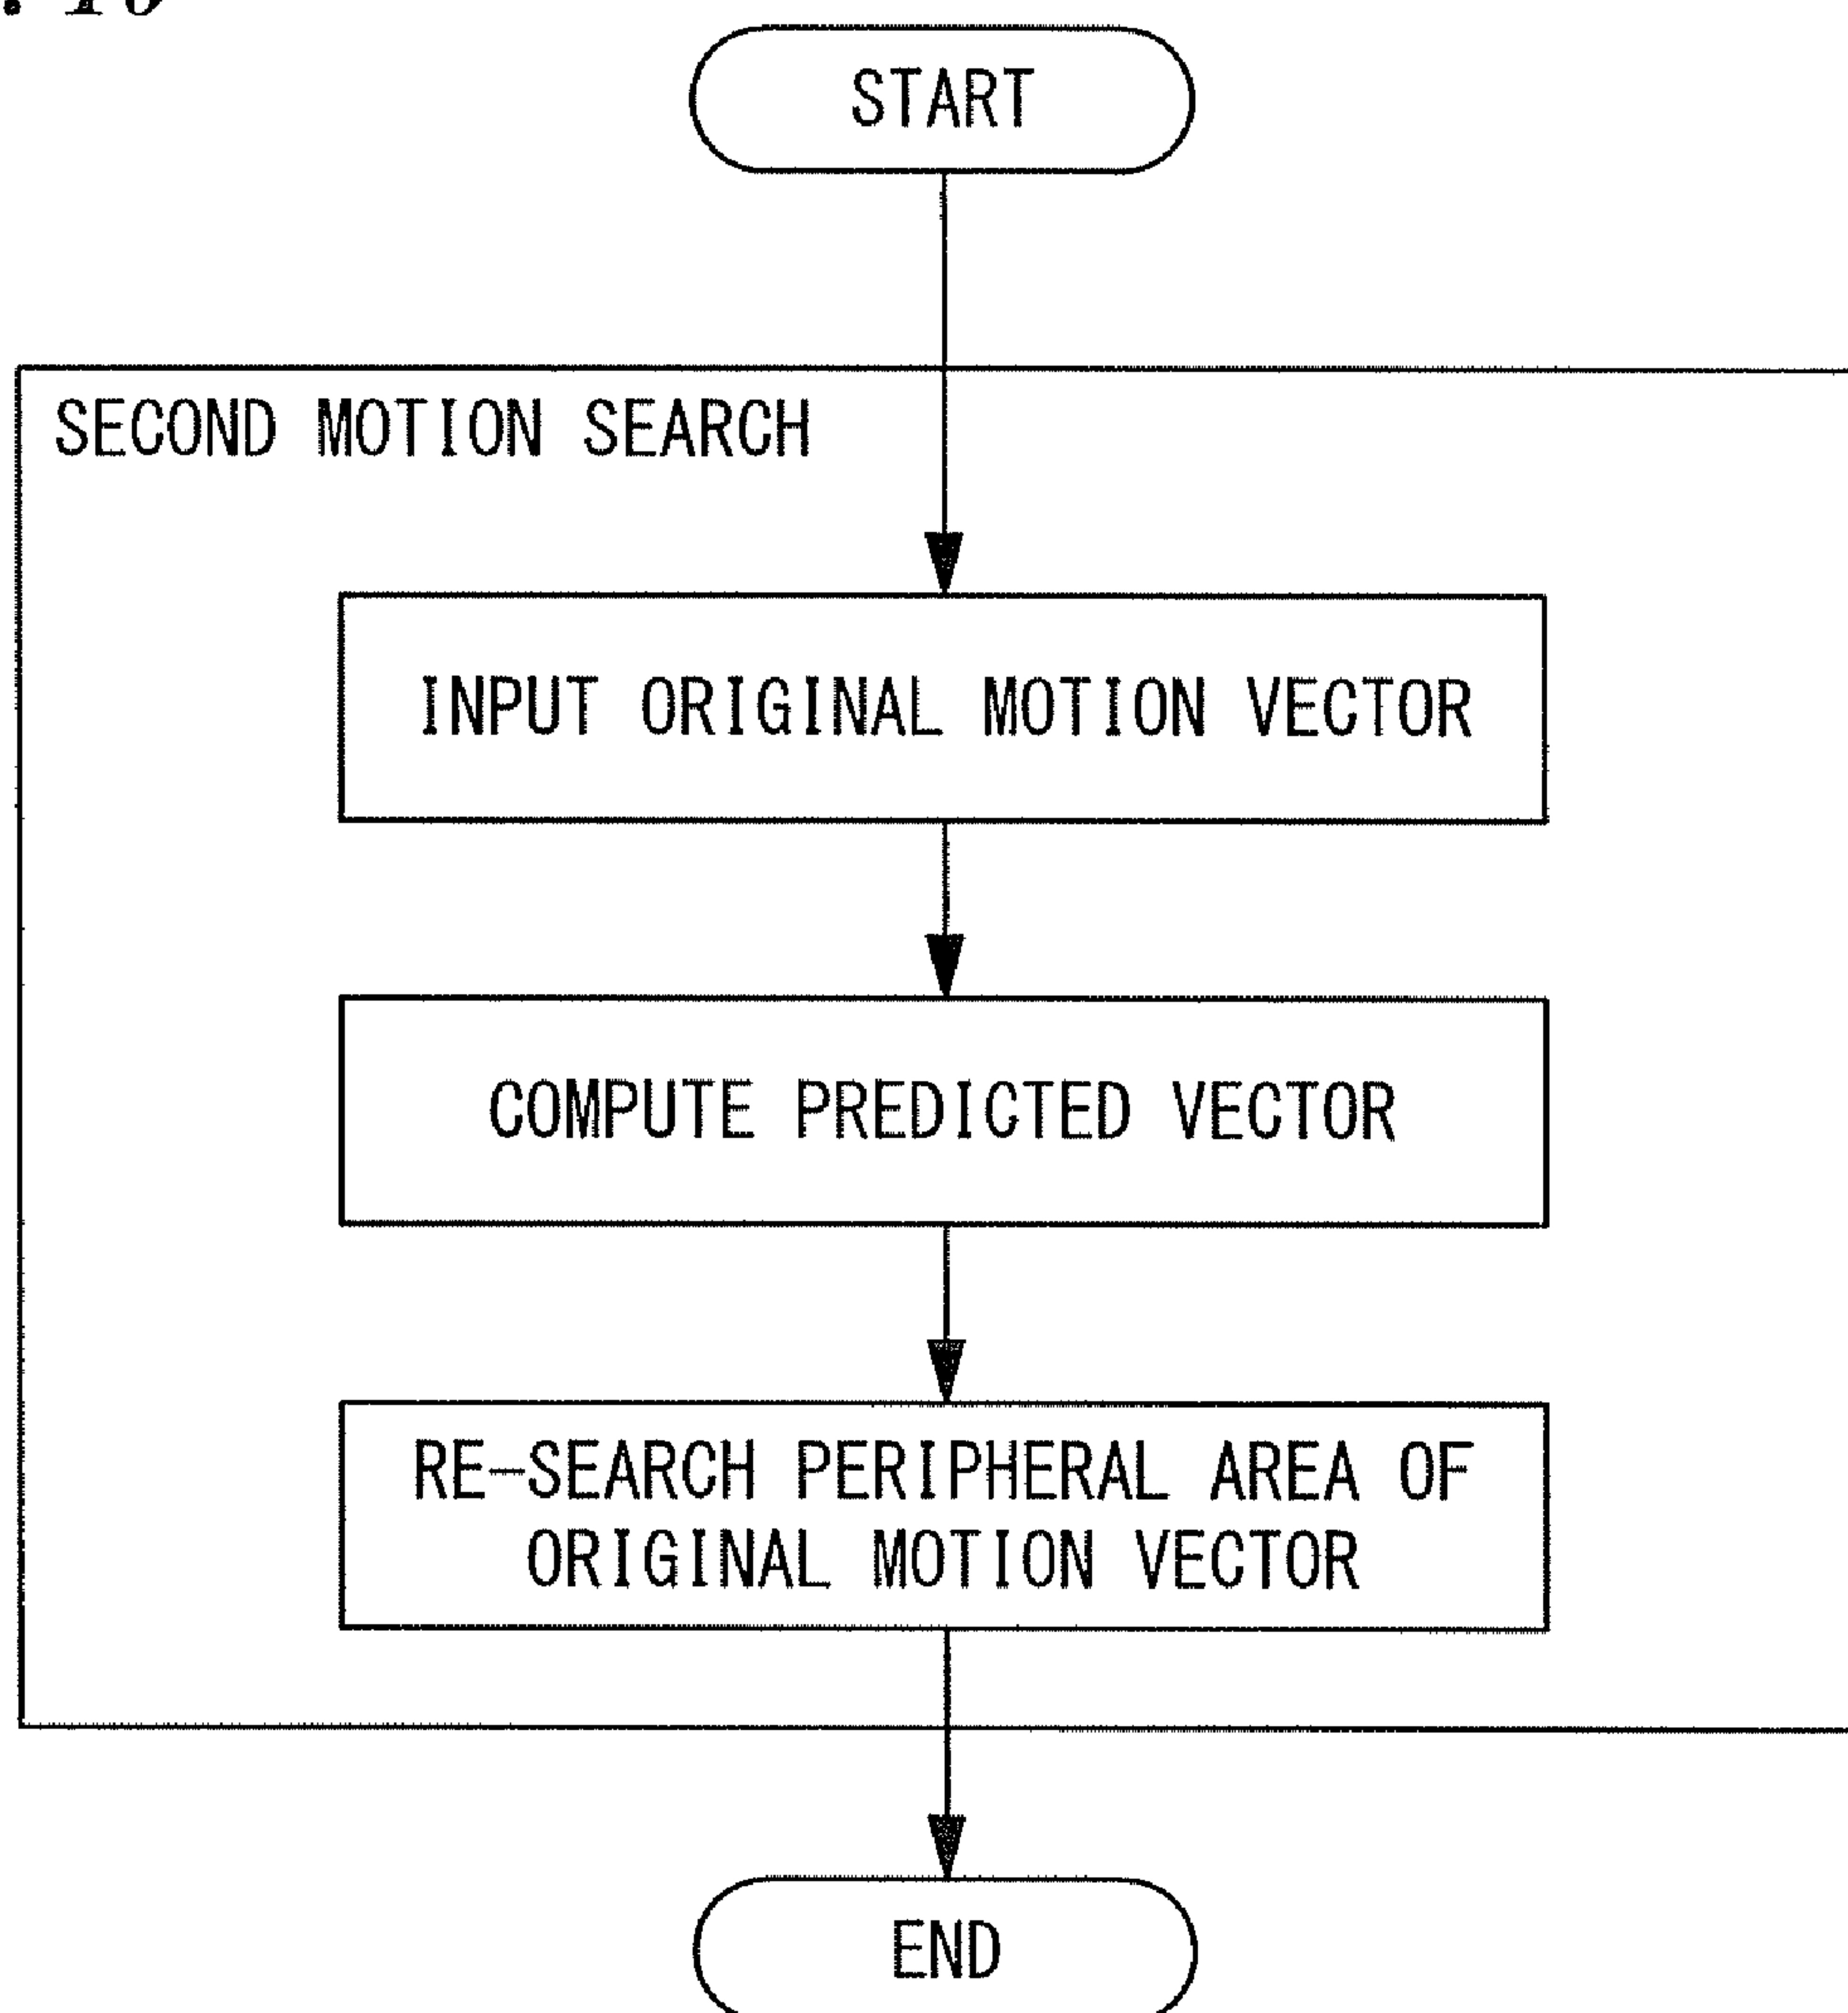 START
SECOND MOTION SEARCH
INPUT ORIGINAL MOTION VECTOR
COMPUTE PREDICTED VECTOR
RE-SEARCH PERIPHERAL AREA OF
ORIGINAL MOTION VECTOR
END